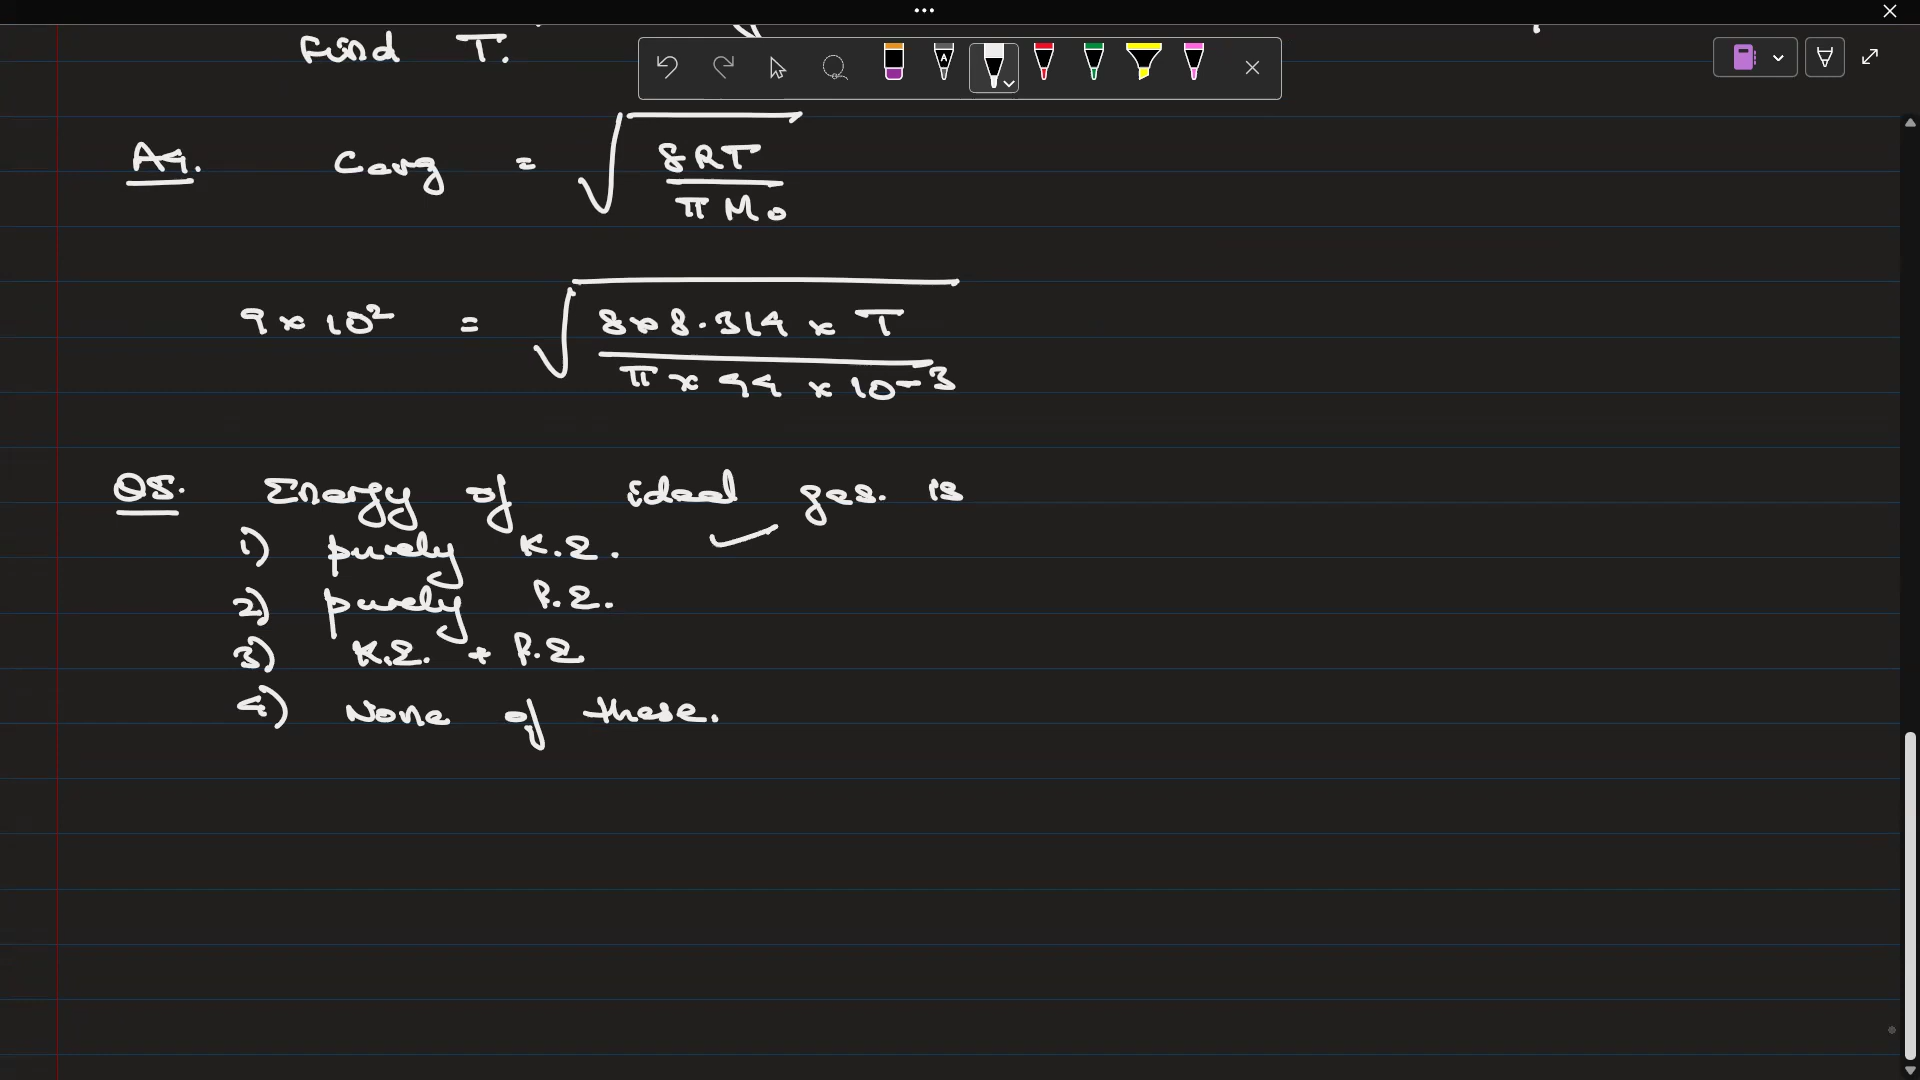 Find T.
A4. Cavg = √(8RT / πM₀)
9 × 10² = √(8 × 8.314 × T / π × 44 × 10⁻³)
Q5. Energy of ideal gas. is
1) purely K.E. ✓
2) purely P.E.
3) K.E. + P.E
4) None of these.